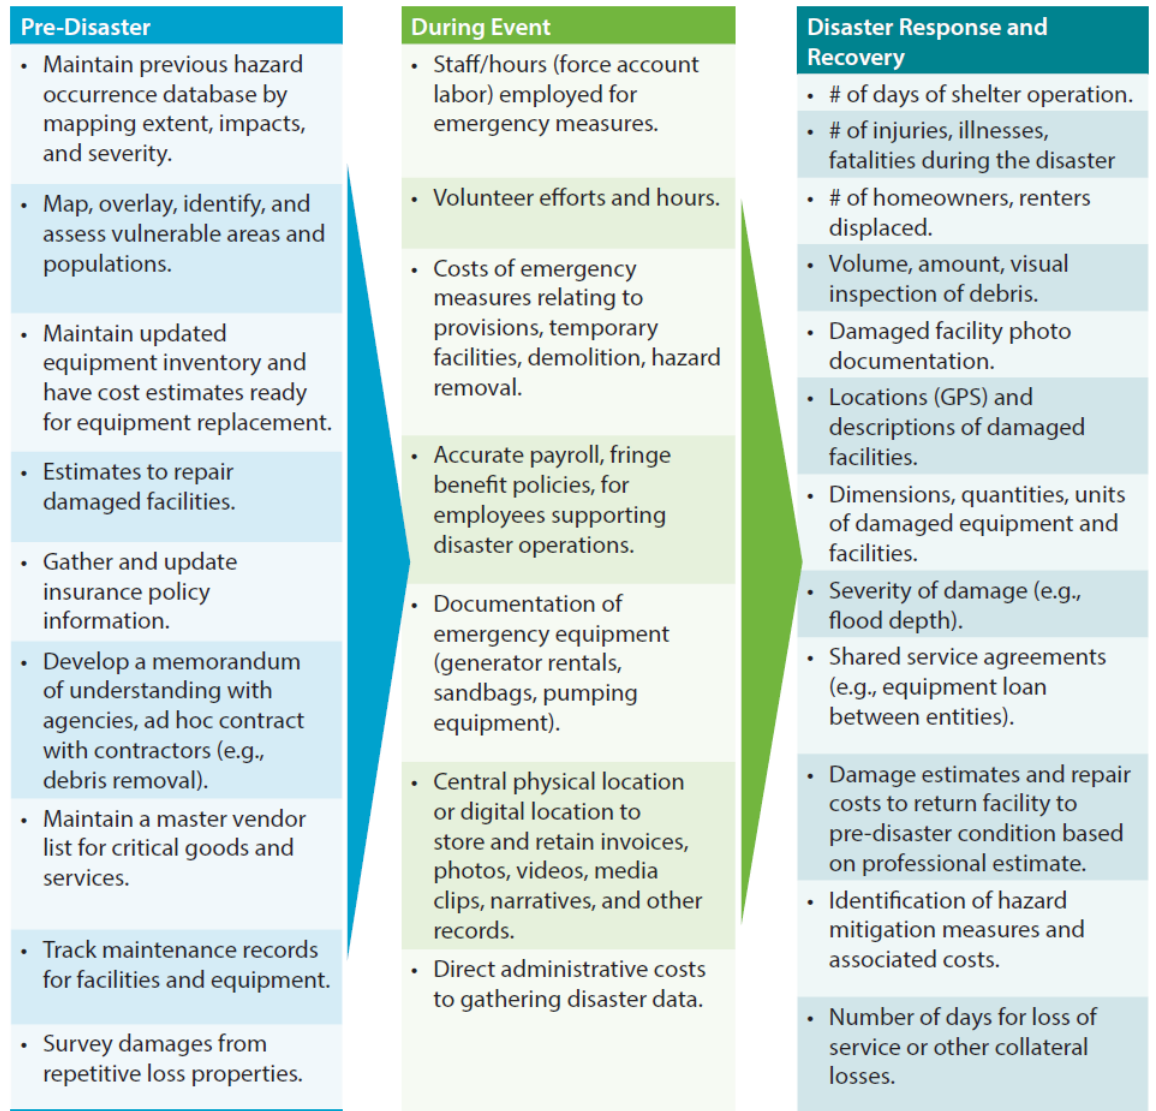 Pre-Disaster
• Maintain previous hazard
occurrence database by
mapping extent, impacts,
and severity.
• Map, overlay, identify, and
assess vulnerable areas and
populations.
• Maintain updated
equipment inventory and
have cost estimates ready
for equipment replacement.
• Estimates to repair
damaged facilities.
• Gather and update
insurance policy
information.
• Develop a memorandum
of understanding with
agencies, ad hoc contract
with contractors (e.g.,
debris removal).
• Maintain a master vendor
list for critical goods and
services.
• Track maintenance records
for facilities and equipment.
• Survey damages from
repetitive loss properties.
During Event
• Staff/hours (force account
labor) employed for
emergency measures.
• Volunteer efforts and hours.
• Costs of emergency
measures relating to
provisions, temporary
facilities, demolition, hazard
removal.
• Accurate payroll, fringe
benefit policies, for
employees supporting
disaster operations.
• Documentation of
emergency equipment
(generator rentals,
sandbags, pumping
equipment).
• Central physical location
or digital location to
store and retain invoices,
photos, videos, media
clips, narratives, and other
records.
• Direct administrative costs
to gathering disaster data.
Disaster Response and
Recovery
• # of days of shelter operation.
• # of injuries, illnesses,
fatalities during the disaster
• # of homeowners, renters
displaced.
• Volume, amount, visual
inspection of debris.
• Damaged facility photo
documentation.
• Locations (GPS) and
descriptions of damaged
facilities.
• Dimensions, quantities, units
of damaged equipment and
facilities.
• Severity of damage (e.g.,
flood depth).
• Shared service agreements
(e.g., equipment loan
between entities).
• Damage estimates and repair
costs to return facility to
pre-disaster condition based
on professional estimate.
• Identification of hazard
mitigation measures and
associated costs.
• Number of days for loss of
service or other collateral
losses.